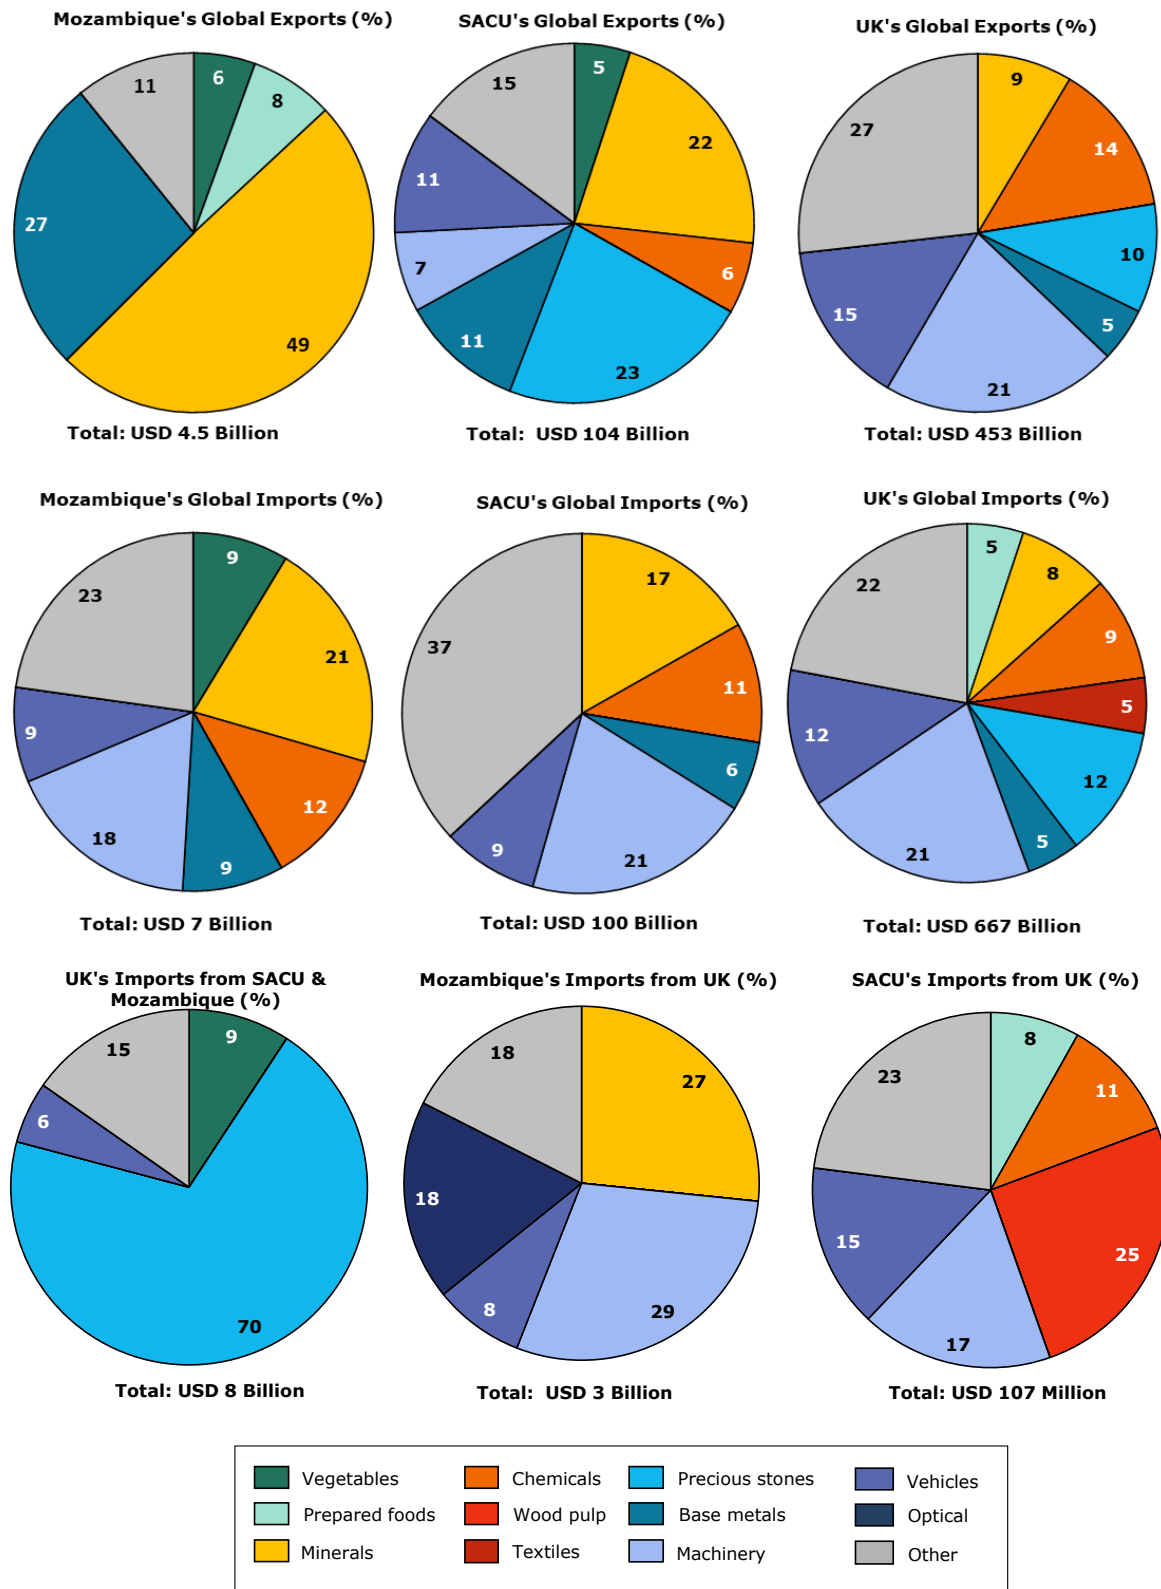 Mozambique's Global Exports (%)
6
8
49
27
11
Total: USD 4.5 Billion
SACU's Global Exports (%)
5
22
6
23
11
7
11
15
Total: USD 104 Billion
UK's Global Exports (%)
9
14
10
5
21
15
27
Total: USD 453 Billion
Mozambique's Global Imports (%)
9
21
12
9
18
9
23
Total: USD 7 Billion
SACU's Global Imports (%)
17
11
6
21
9
37
Total: USD 100 Billion
UK's Global Imports (%)
5
8
9
5
12
5
21
12
22
Total: USD 667 Billion
UK's Imports from SACU &
Mozambique (%)
9
70
6
15
Total: USD 8 Billion
Mozambique's Imports from UK (%)
27
29
8
18
18
Total: USD 3 Billion
SACU's Imports from UK (%)
8
11
25
17
15
23
Total: USD 107 Million
Vegetables
Prepared foods
Minerals
Chemicals
Wood pulp
Textiles
Precious stones
Base metals
Machinery
Vehicles
Optical
Other